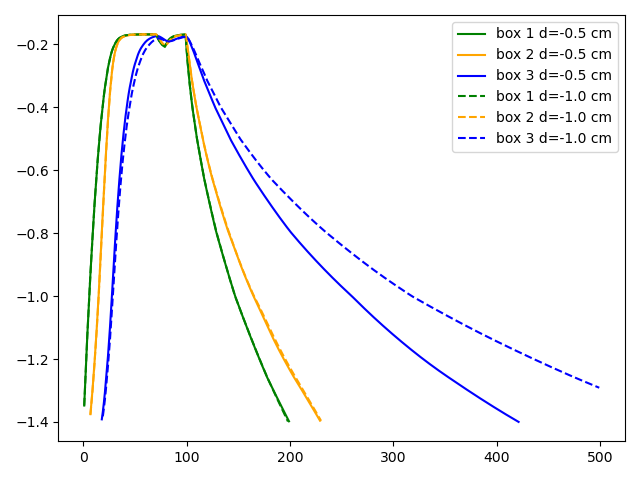 box 1 d=-0.5 cm
box 2 d=-0.5 cm
box 3 d=-0.5 cm
box 1 d=-1.0 cm
box 2 d=-1.0 cm
box 3 d=-1.0 cm
−0.2
−0.4
−0.6
−0.8
−1.0
−1.2
−1.4
0 100 200 300 400 500